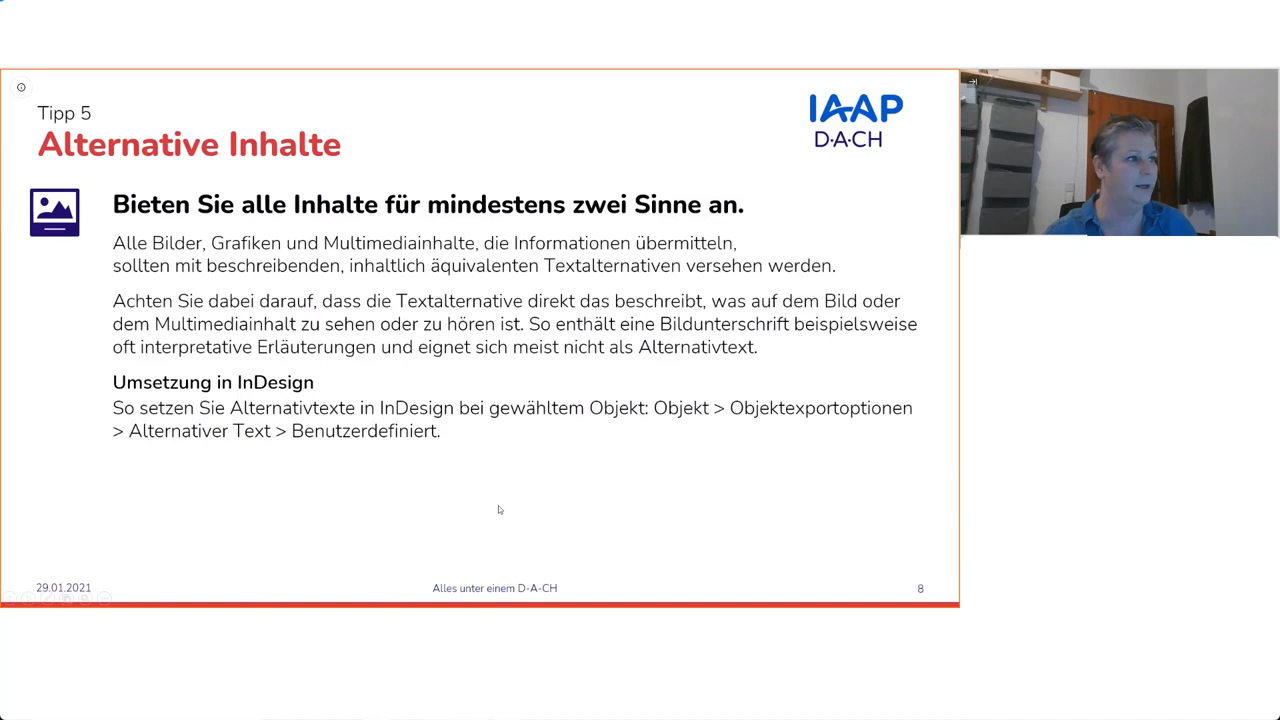 Tipp 5
Alternative Inhalte
IAAP
D·A·CH
Bieten Sie alle Inhalte für mindestens zwei Sinne an.
Alle Bilder, Grafiken und Multimediainhalte, die Informationen übermitteln,
sollten mit beschreibenden, inhaltlich äquivalenten Textalternativen versehen werden.
Achten Sie dabei darauf, dass die Textalternative direkt das beschreibt, was auf dem Bild oder
dem Multimediainhalt zu sehen oder zu hören ist. So enthält eine Bildunterschrift beispielsweise
oft interpretative Erläuterungen und eignet sich meist nicht als Alternativtext.
Umsetzung in InDesign
So setzen Sie Alternativtexte in InDesign bei gewähltem Objekt: Objekt > Objektexportoptionen
> Alternativer Text > Benutzerdefiniert.
29.01.2021
Alles unter einem D-A-CH
8